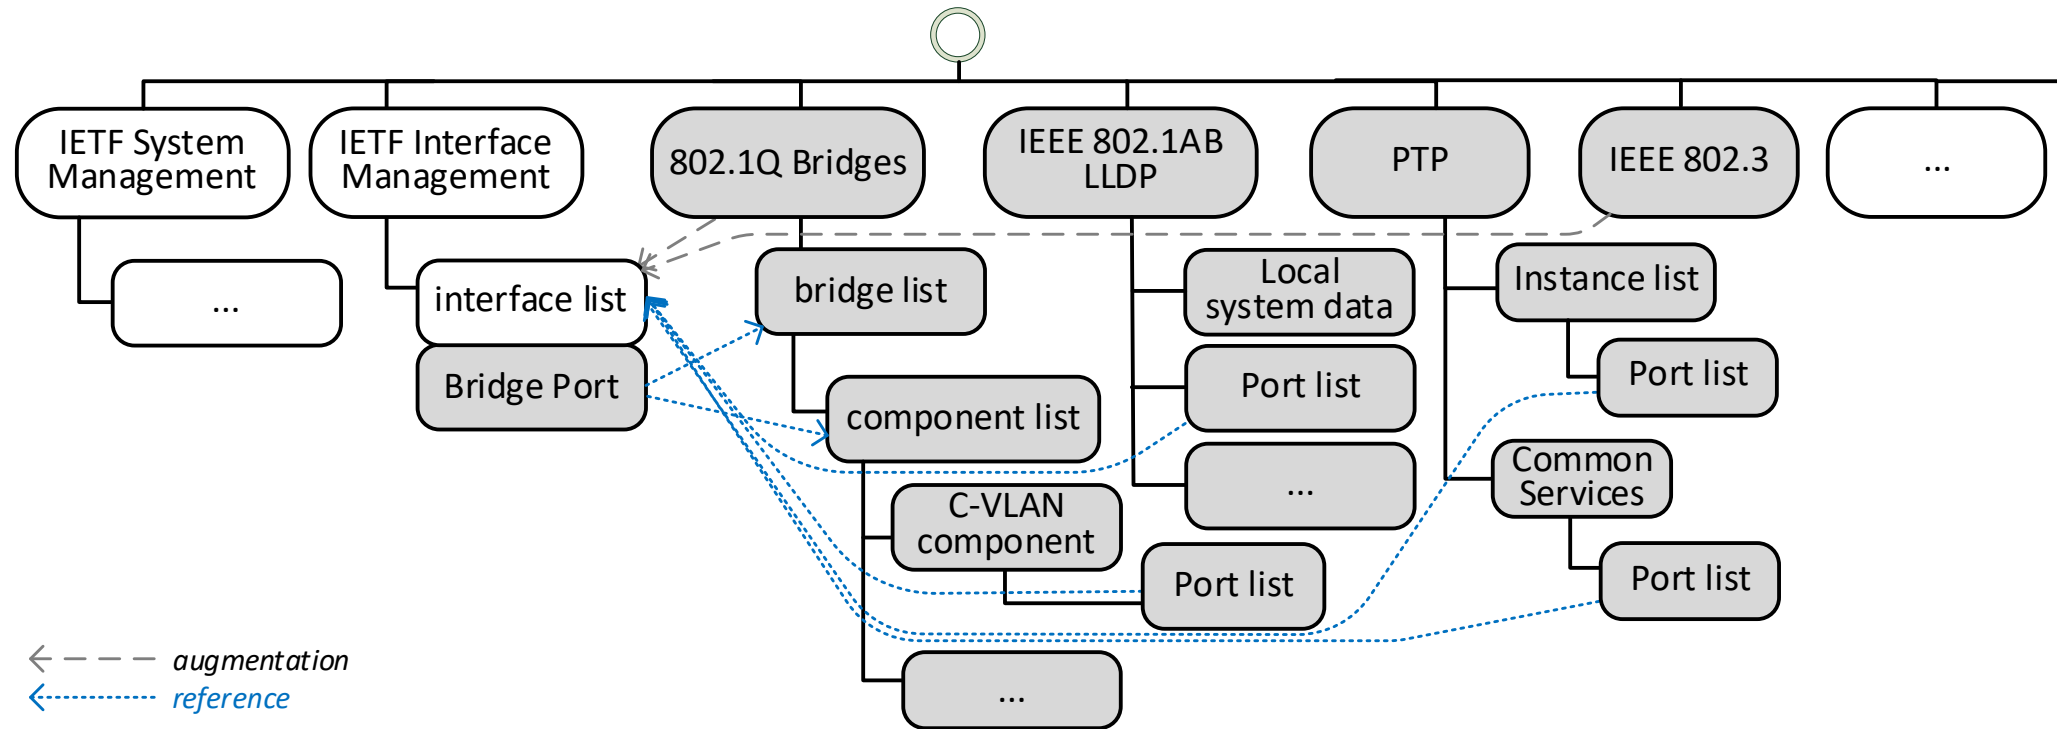 IETF System
Management
IETF Interface
Management
802.1Q Bridges
IEEE 802.1AB
LLDP
PTP
IEEE 802.3
...
...
interface list
Bridge Port
bridge list
component list
C-VLAN
component
Port list
...
Local
system data
Port list
...
Instance list
Port list
Common
Services
Port list
augmentation
reference